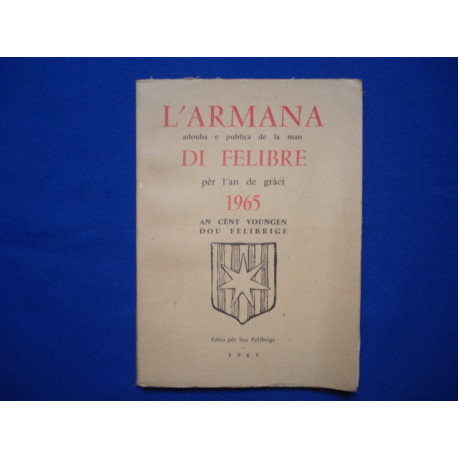 L'ARMANA
adouba e publica de la man
DI FELIBRE
pèr l'an de gràci
1965
AN CËNT VOUNGEN
DOU FELIBRIGE
Edita pèr lou Felibrige
1965